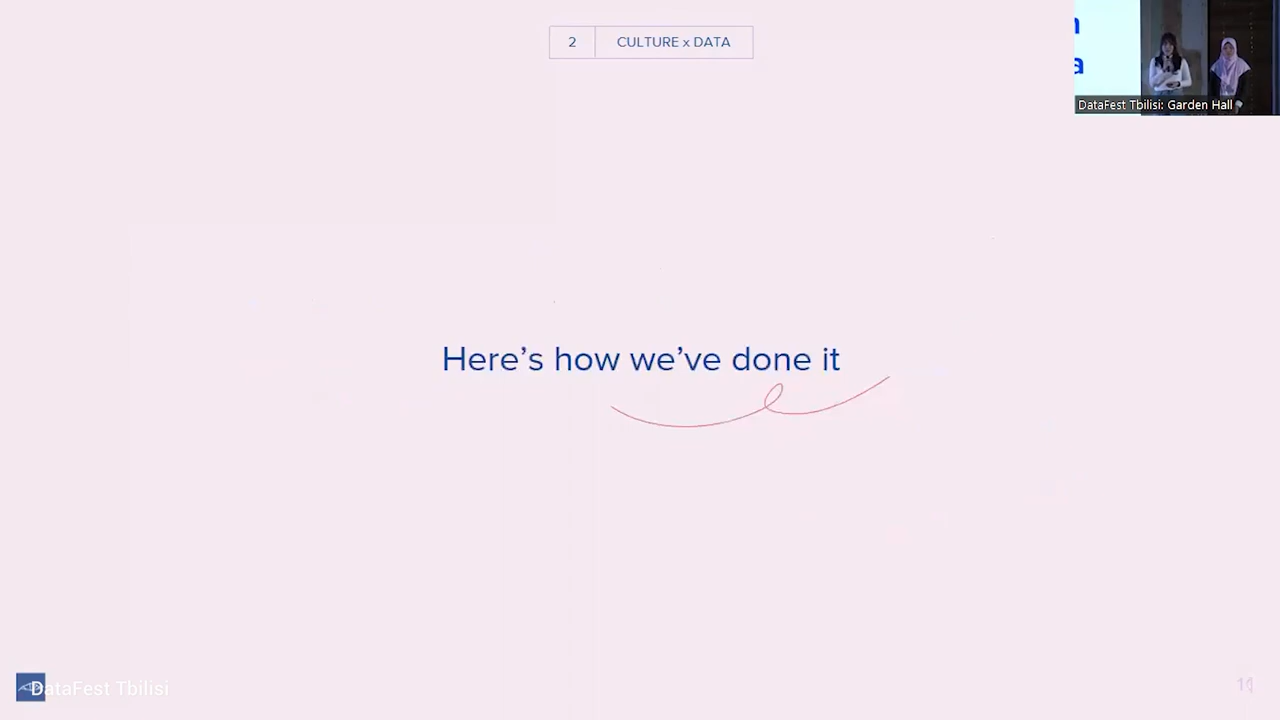 2 CULTURE x DATA
DataFest Tbilisi: Garden Hall
Here's how we've done it
DataFest Tbilisi